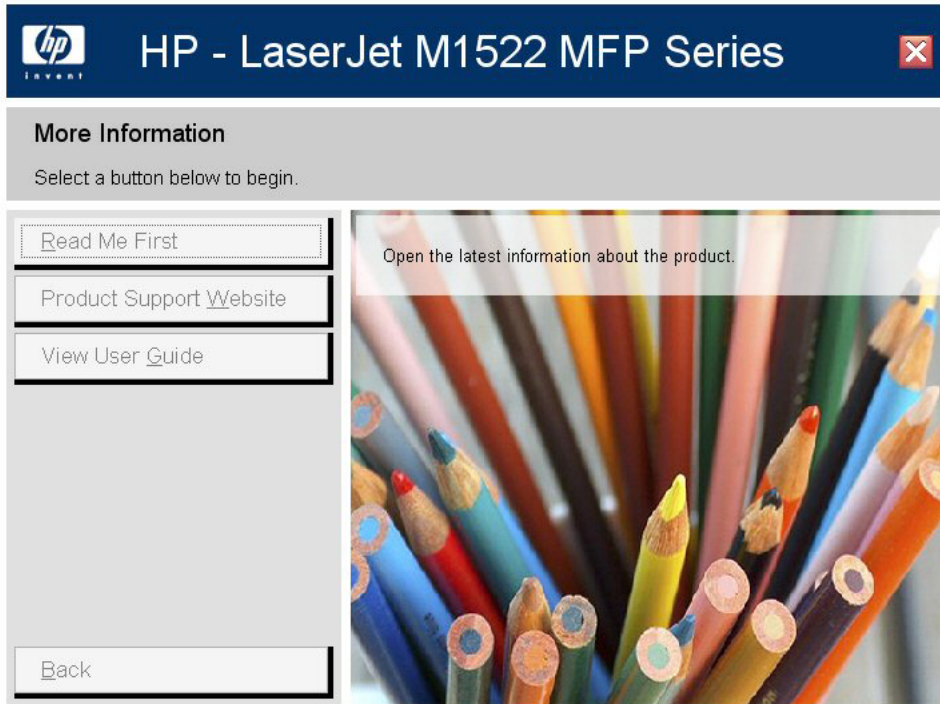 hp
invent
HP - LaserJet M1522 MFP Series
More Information
Select a button below to begin.
Read Me First
Open the latest information about the product.
Product Support Website
View User Guide
Back